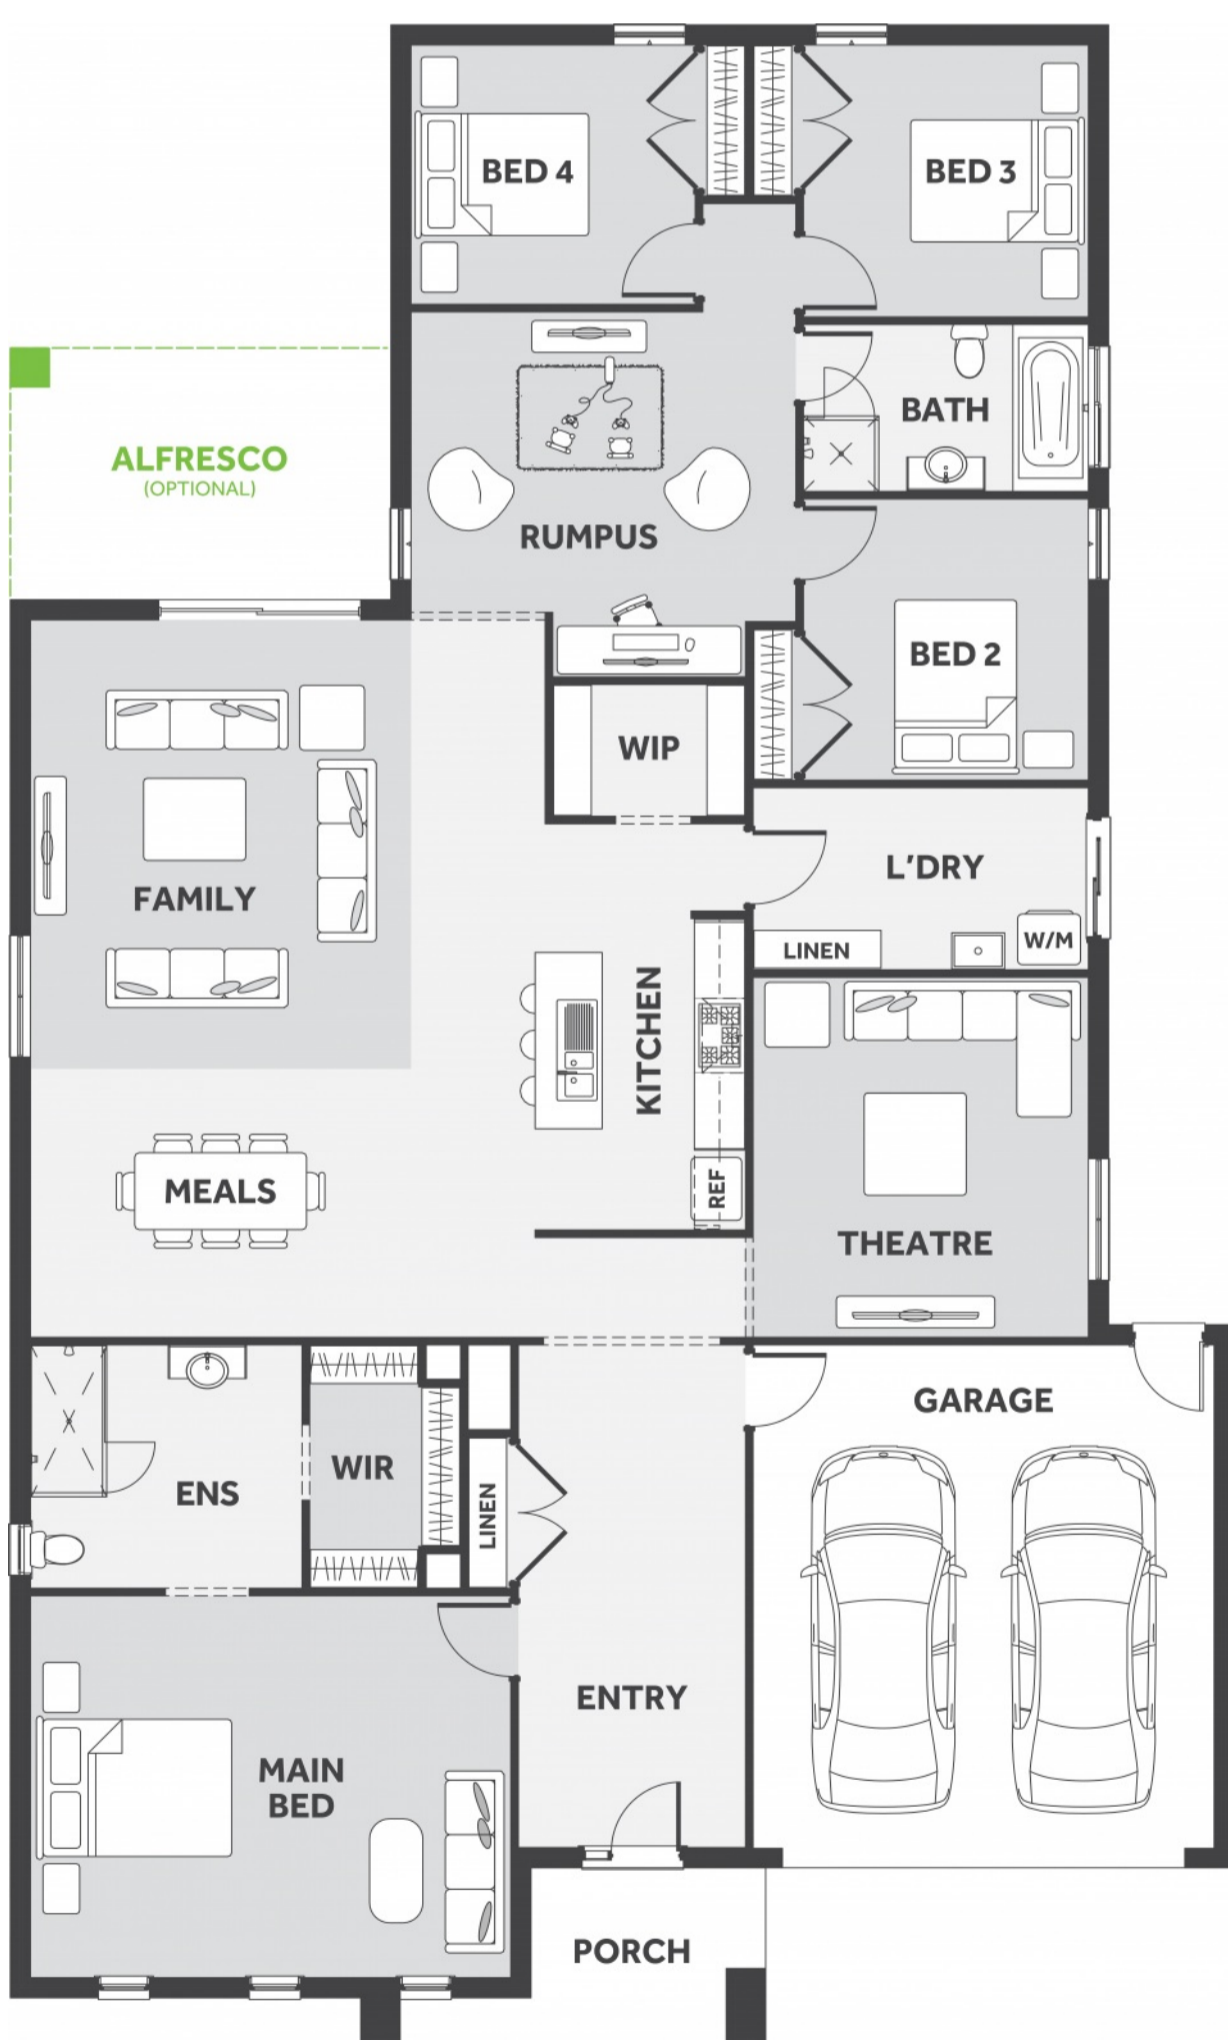 BED 4
BED 3
BATH
ALFRESCO
(OPTIONAL)
RUMPUS
BED 2
WIP
L'DRY
FAMILY
LINEN
W/M
KITCHEN
MEALS
REF
THEATRE
GARAGE
WIR
ENS
LINEN
ENTRY
MAIN
BED
PORCH